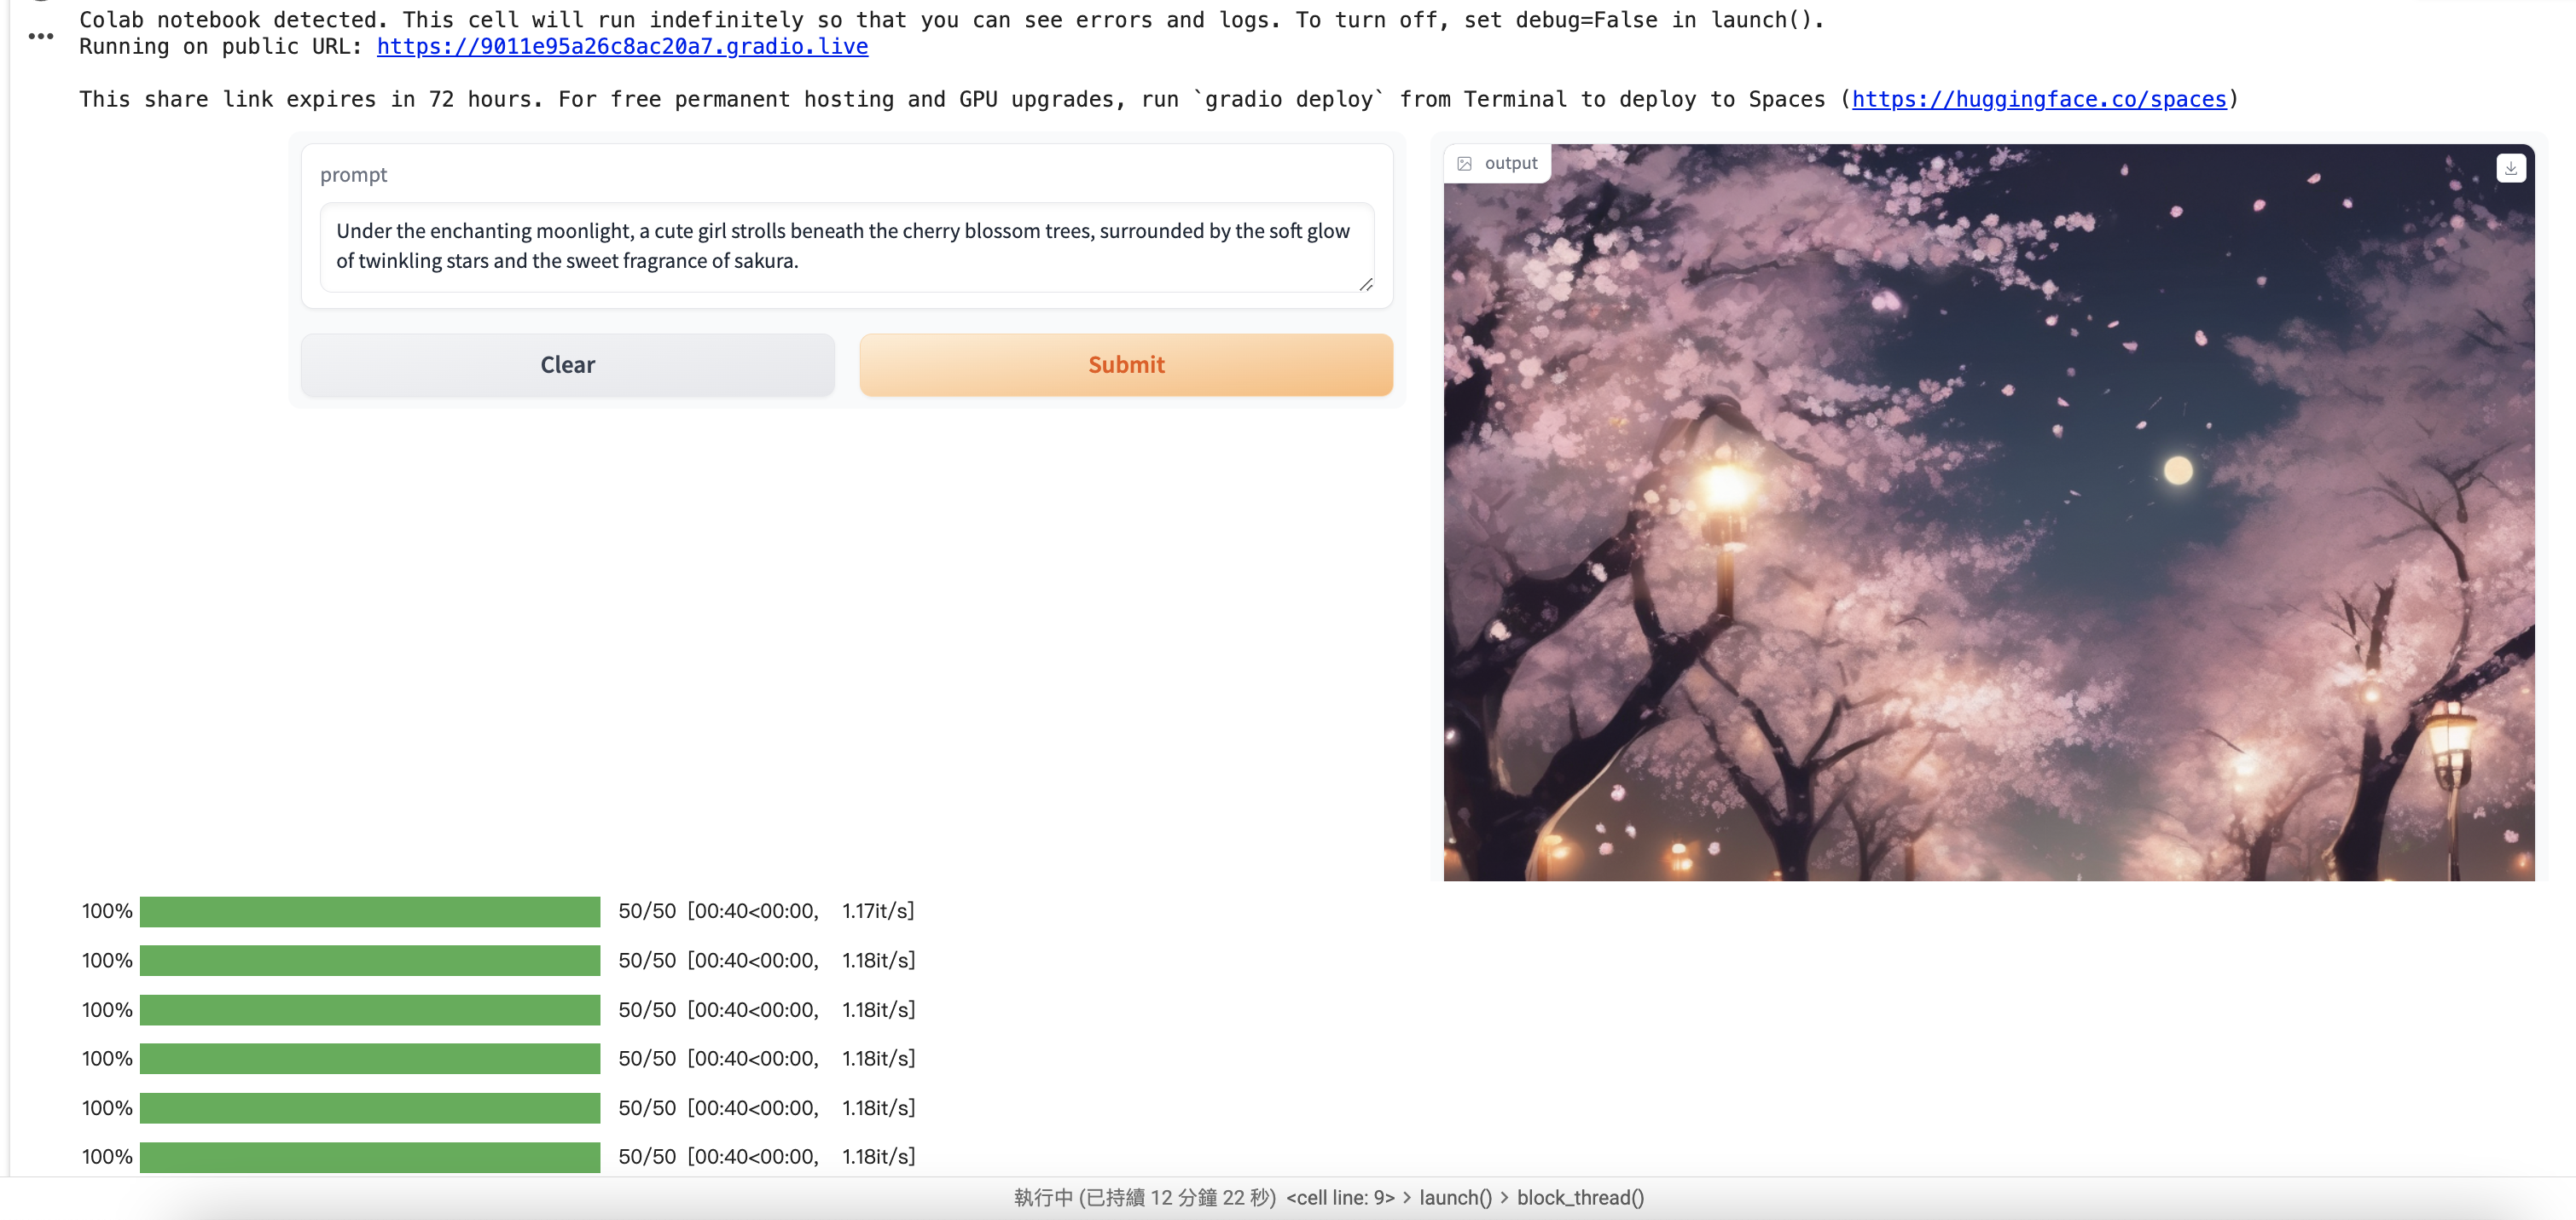 Colab notebook detected. This cell will run indefinitely so that you can see errors and logs. To turn off, set debug=False in launch().
Running on public URL: https://9011e95a26c8ac20a7.gradio.live
This share link expires in 72 hours. For free permanent hosting and GPU upgrades, run `gradio deploy` from Terminal to deploy to Spaces (https://huggingface.co/spaces)
prompt
Under the enchanting moonlight, a cute girl strolls beneath the cherry blossom trees, surrounded by the soft glow
of twinkling stars and the sweet fragrance of sakura.
Clear
Submit
output
100% 50/50 [00:40<00:00, 1.17it/s]
100% 50/50 [00:40<00:00, 1.18it/s]
100% 50/50 [00:40<00:00, 1.18it/s]
100% 50/50 [00:40<00:00, 1.18it/s]
100% 50/50 [00:40<00:00, 1.18it/s]
100% 50/50 [00:40<00:00, 1.18it/s]
執行中 (已持續 12 分鐘 22 秒) <cell line: 9> > launch() > block_thread()